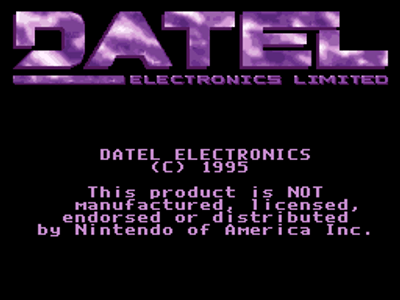 DATEL
ELECTRONICS LIMITED
DATEL ELECTRONICS
(C) 1995
This product is NOT
manufactured, licensed,
endorsed or distributed
by Nintendo of America Inc.